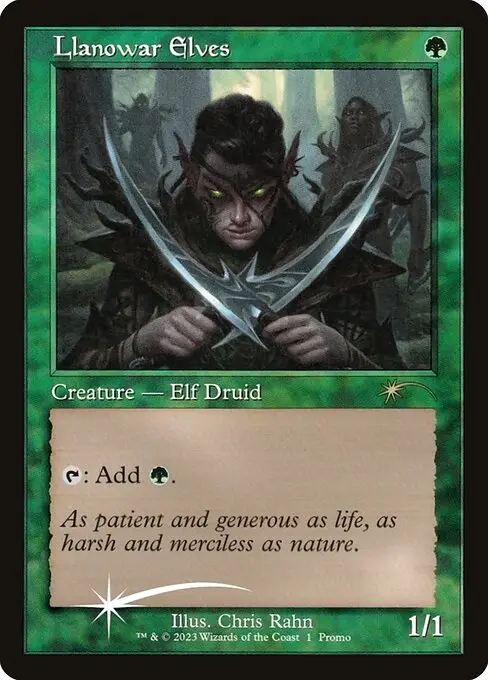 Llanowar Elves
Creature — Elf Druid
: Add .
As patient and generous as life, as
harsh and merciless as nature.
Illus. Chris Rahn
™ & © 2023 Wizards of the Coast 1 Promo
1/1